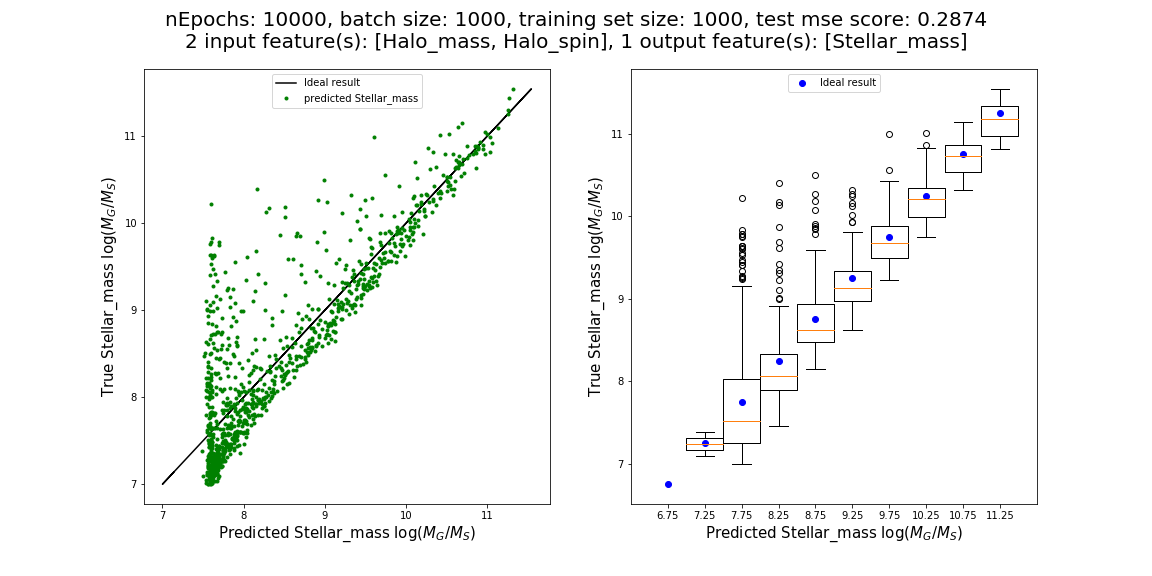 nEpochs: 10000, batch size: 1000, training set size: 1000, test mse score: 0.2874
2 input feature(s): [Halo_mass, Halo_spin], 1 output feature(s): [Stellar_mass]
Ideal result
predicted Stellar_mass
True Stellar_mass log(M_G/M_S)
11
10
9
8
7
7 8 9 10 11
Predicted Stellar_mass log(M_G/M_S)
Ideal result
True Stellar_mass log(M_G/M_S)
11
10
9
8
7
6.75 7.25 7.75 8.25 8.75 9.25 9.75 10.25 10.75 11.25
Predicted Stellar_mass log(M_G/M_S)